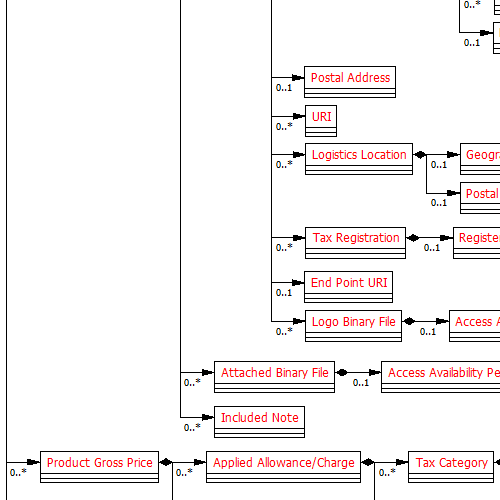 0..*
0..1
Postal Address
0..1
URI
0..*
Logistics Location
0..*
0..1
Postal
0..1
Tax Registration
0..*
0..1
End Point URI
0..1
Logo Binary File
0..*
0..1
Access A
Attached Binary File
0..*
0..1
Access Availability Pe
Included Note
0..*
Product Gross Price
0..*
Applied Allowance/Charge
0..*
Tax Category
0..*